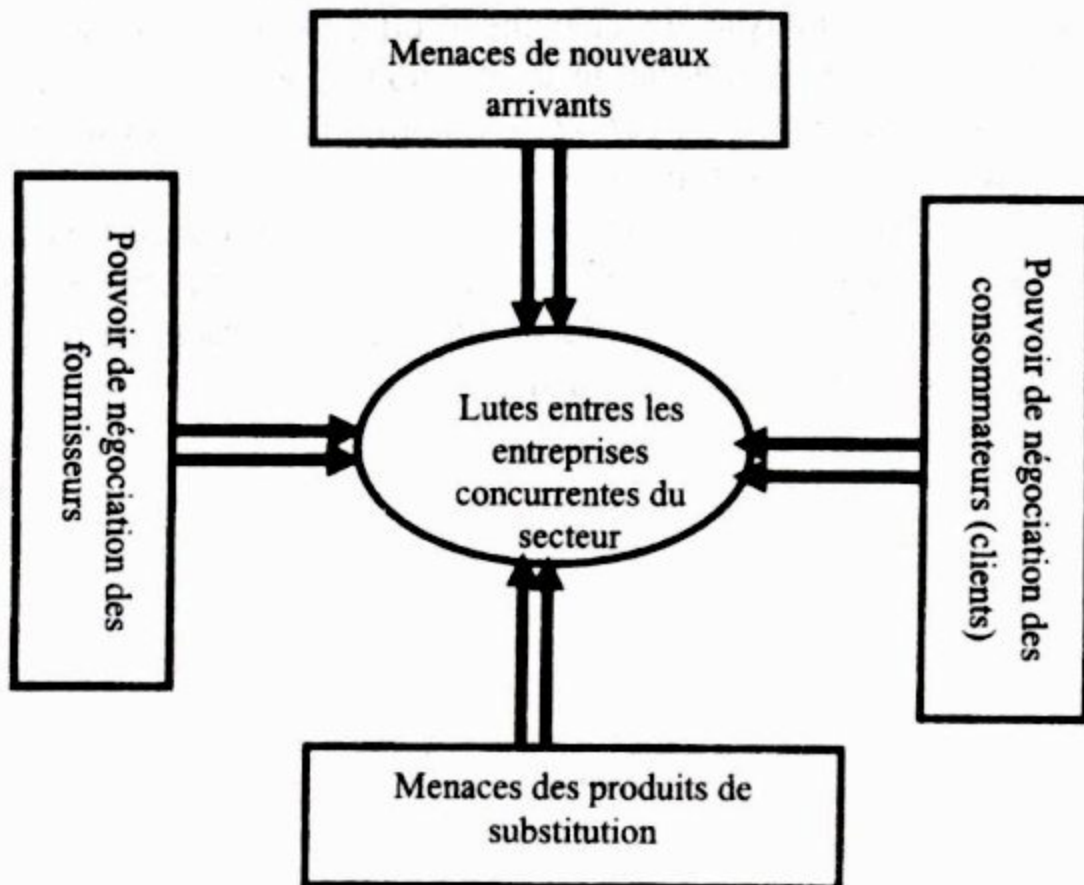 Menaces de nouveaux
arrivants
Pouvoir de négociation des
fournisseurs
Lutes entres les
entreprises
concurrentes du
secteur
Pouvoir de négociation des
consommateurs (clients)
Menaces des produits de
substitution